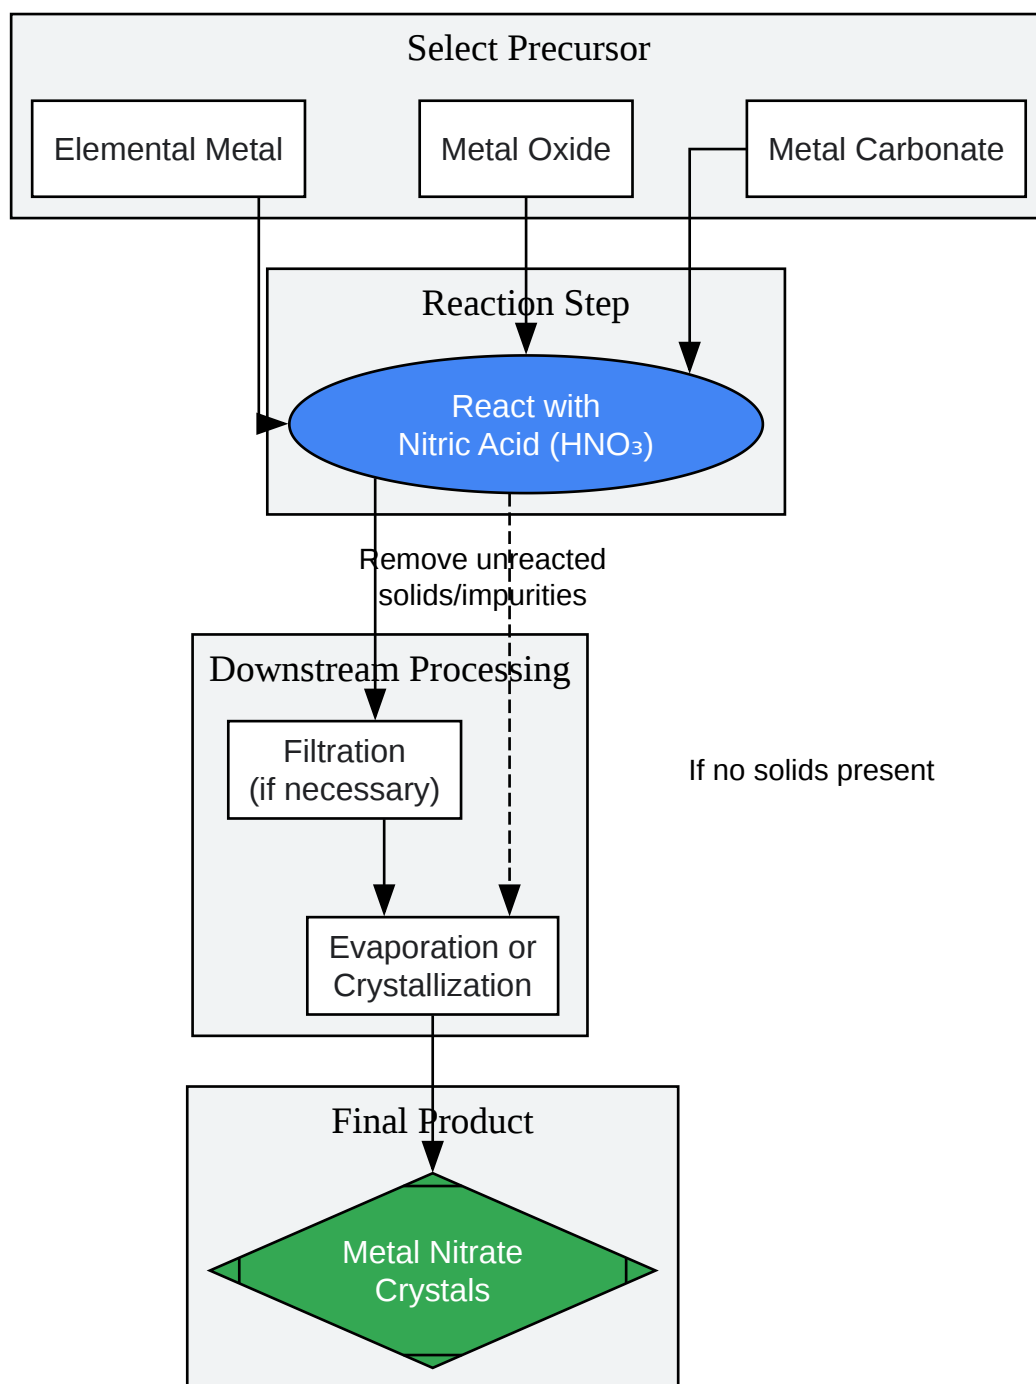 Select Precursor
Elemental Metal
Metal Oxide
Metal Carbonate
Reaction Step
React with
Nitric Acid (HNO₃)
Remove unreacted
solids/impurities
Downstream Processing
Filtration
(if necessary)
If no solids present
Evaporation or
Crystallization
Final Product
Metal Nitrate
Crystals